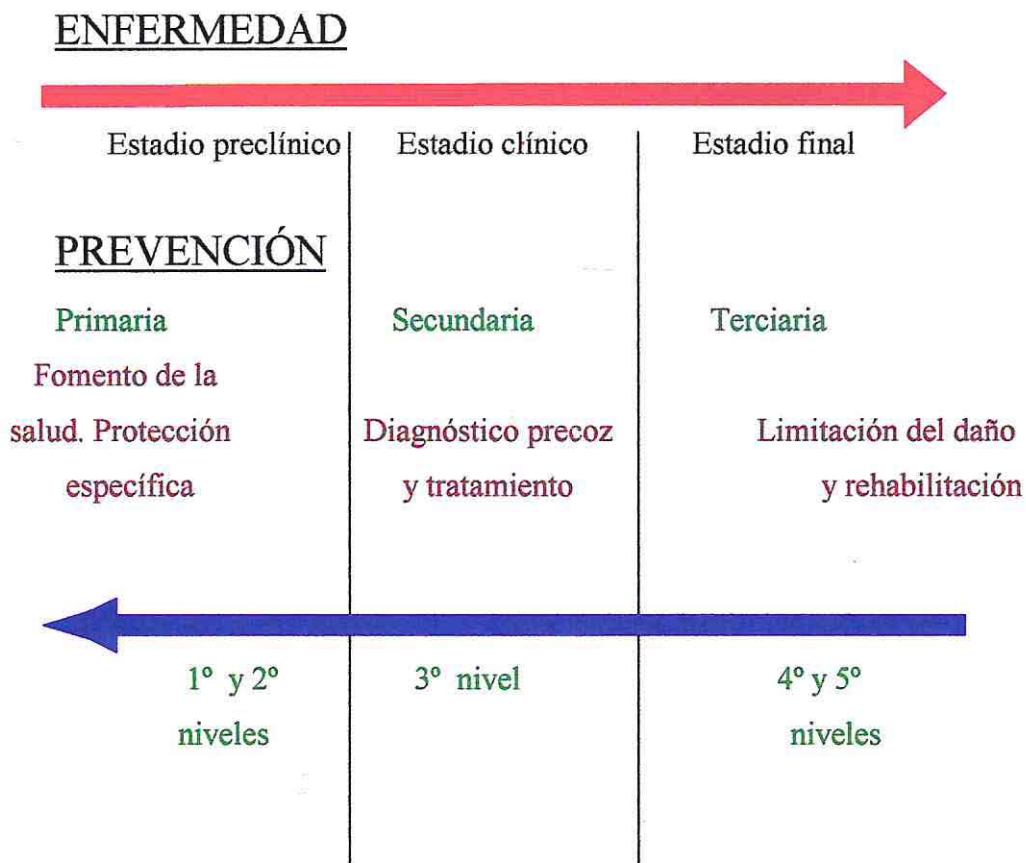 ENFERMEDAD
Estadio preclínico
Estadio clínico
Estadio final
PREVENCIÓN
Primaria
Secundaria
Terciaria
Fomento de la
salud. Protección
específica
Diagnóstico precoz
y tratamiento
Limitación del daño
y rehabilitación
1º y 2º
niveles
3º nivel
4º y 5º
niveles